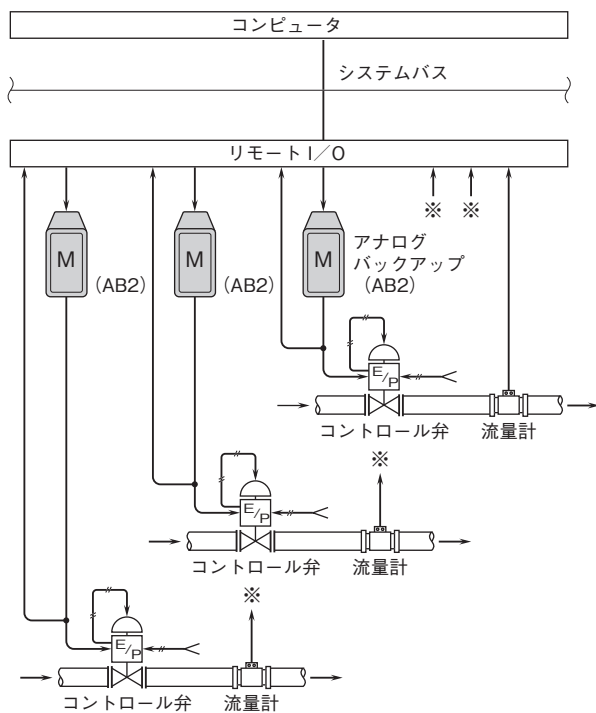 コンピュータ
システムバス
リモートI/O
※ ※
M
(AB2)
M
(AB2)
M
アナログ
バックアップ
(AB2)
E/P
コントロール弁
流量計
※
E/P
コントロール弁
流量計
※
E/P
コントロール弁
流量計